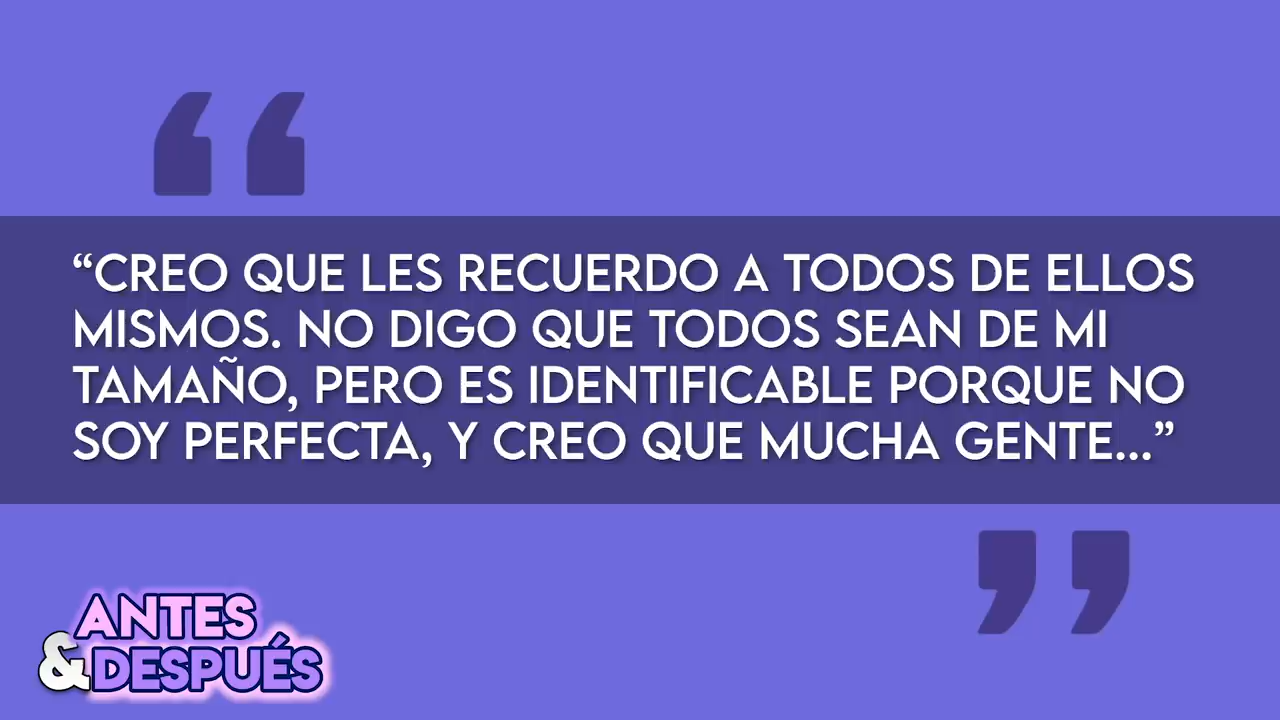 “CREO QUE LES RECUERDO A TODOS DE ELLOS
MISMOS. NO DIGO QUE TODOS SEAN DE MI
TAMAÑO, PERO ES IDENTIFICABLE PORQUE NO
SOY PERFECTA, Y CREO QUE MUCHA GENTE...”
ANTES
&DESPUÉS